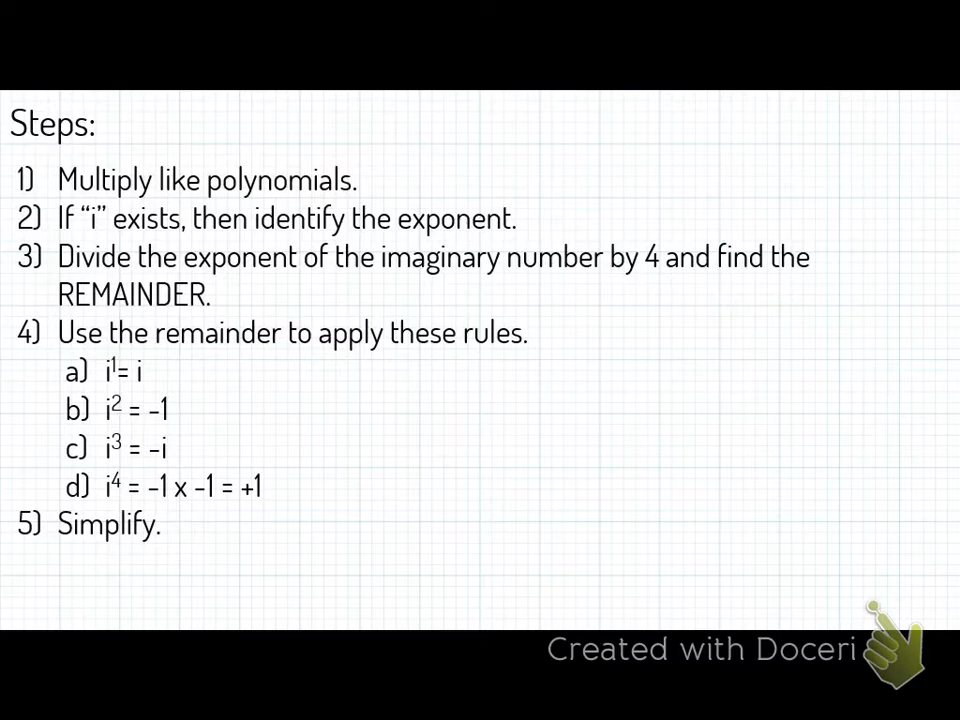 Steps:
1) Multiply like polynomials.
2) If “i” exists, then identify the exponent.
3) Divide the exponent of the imaginary number by 4 and find the
REMAINDER.
4) Use the remainder to apply these rules.
a) i¹= i
b) i² = -1
c) i³ = -i
d) i⁴ = -1 x -1 = +1
5) Simplify.
Created with Doceri